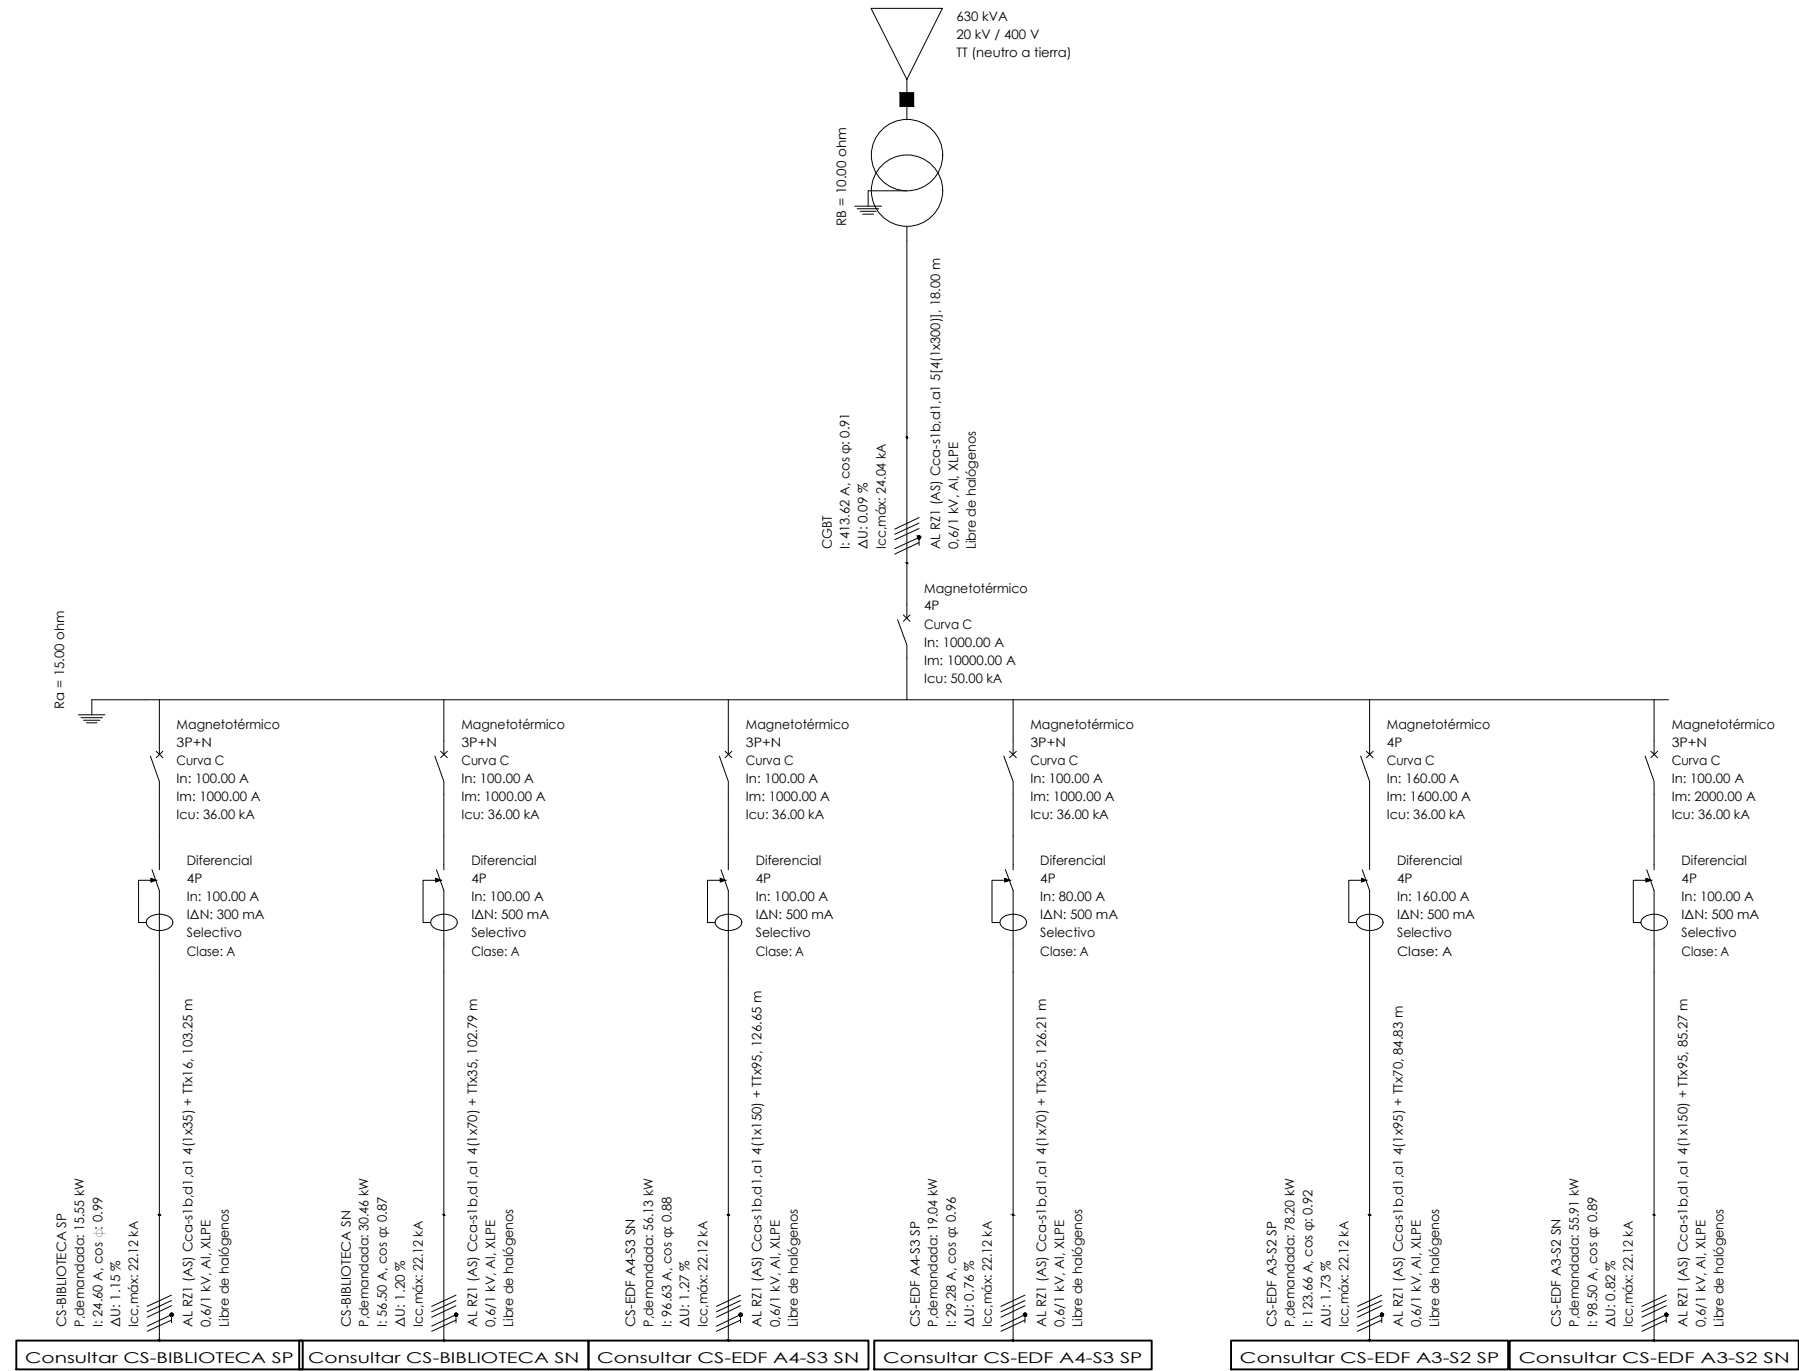 630 kVA
20 kV / 400 V
TT (neutro a tierra)
RB = 10.00 ohm
CGBT
I: 413.62 A, cos φ: 0.91
ΔU: 0.09 %
Icc,máx: 24.04 kA
AL RZ1 (AS) Cca-s1b,d1,a1 5[4(1x300)], 18.00 m
0,6/1 kV, Al, XLPE
Libre de halógenos
Magnetotérmico
4P
Curva C
In: 1000.00 A
Im: 10000.00 A
Icu: 50.00 kA
Ra = 15.00 ohm
Magnetotérmico
3P+N
Curva C
In: 100.00 A
Im: 1000.00 A
Icu: 36.00 kA
Diferencial
4P
In: 100.00 A
IΔN: 300 mA
Selectivo
Clase: A
CS-BIBLIOTECA SP
P,demandada: 15.55 kW
I: 24.60 A, cos φ: 0.99
ΔU: 1.15 %
Icc,máx: 22.12 kA
AL RZ1 (AS) Cca-s1b,d1,a1 4(1x35) + TTx16, 103.25 m
0,6/1 kV, Al, XLPE
Libre de halógenos
Consultar CS-BIBLIOTECA SP
Magnetotérmico
3P+N
Curva C
In: 100.00 A
Im: 1000.00 A
Icu: 36.00 kA
Diferencial
4P
In: 100.00 A
IΔN: 500 mA
Selectivo
Clase: A
CS-BIBLIOTECA SN
P,demandada: 30.46 kW
I: 56.50 A, cos φ: 0.87
ΔU: 1.20 %
Icc,máx: 22.12 kA
AL RZ1 (AS) Cca-s1b,d1,a1 4(1x70) + TTx35, 102.79 m
0,6/1 kV, Al, XLPE
Libre de halógenos
Consultar CS-BIBLIOTECA SN
Magnetotérmico
3P+N
Curva C
In: 100.00 A
Im: 1000.00 A
Icu: 36.00 kA
Diferencial
4P
In: 100.00 A
IΔN: 500 mA
Selectivo
Clase: A
CS-EDF A4-S3 SN
P,demandada: 56.13 kW
I: 96.63 A, cos φ: 0.88
ΔU: 1.27 %
Icc,máx: 22.12 kA
AL RZ1 (AS) Cca-s1b,d1,a1 4(1x150) + TTx95, 126.65 m
0,6/1 kV, Al, XLPE
Libre de halógenos
Consultar CS-EDF A4-S3 SN
Magnetotérmico
3P+N
Curva C
In: 100.00 A
Im: 1000.00 A
Icu: 36.00 kA
Diferencial
4P
In: 80.00 A
IΔN: 500 mA
Selectivo
Clase: A
CS-EDF A4-S3 SP
P,demandada: 19.04 kW
I: 29.28 A, cos φ: 0.96
ΔU: 0.76 %
Icc,máx: 22.12 kA
AL RZ1 (AS) Cca-s1b,d1,a1 4(1x70) + TTx35, 126.21 m
0,6/1 kV, Al, XLPE
Libre de halógenos
Consultar CS-EDF A4-S3 SP
Magnetotérmico
4P
Curva C
In: 160.00 A
Im: 1600.00 A
Icu: 36.00 kA
Diferencial
4P
In: 160.00 A
IΔN: 500 mA
Selectivo
Clase: A
CS-EDF A3-S2 SP
P,demandada: 78.20 kW
I: 123.66 A, cos φ: 0.92
ΔU: 1.73 %
Icc,máx: 22.12 kA
AL RZ1 (AS) Cca-s1b,d1,a1 4(1x95) + TTx70, 84.83 m
0,6/1 kV, Al, XLPE
Libre de halógenos
Consultar CS-EDF A3-S2 SP
Magnetotérmico
3P+N
Curva C
In: 100.00 A
Im: 2000.00 A
Icu: 36.00 kA
Diferencial
4P
In: 100.00 A
IΔN: 500 mA
Selectivo
Clase: A
CS-EDF A3-S2 SN
P,demandada: 55.91 kW
I: 98.50 A, cos φ: 0.89
ΔU: 0.82 %
Icc,máx: 22.12 kA
AL RZ1 (AS) Cca-s1b,d1,a1 4(1x150) + TTx95, 85.27 m
0,6/1 kV, Al, XLPE
Libre de halógenos
Consultar CS-EDF A3-S2 SN